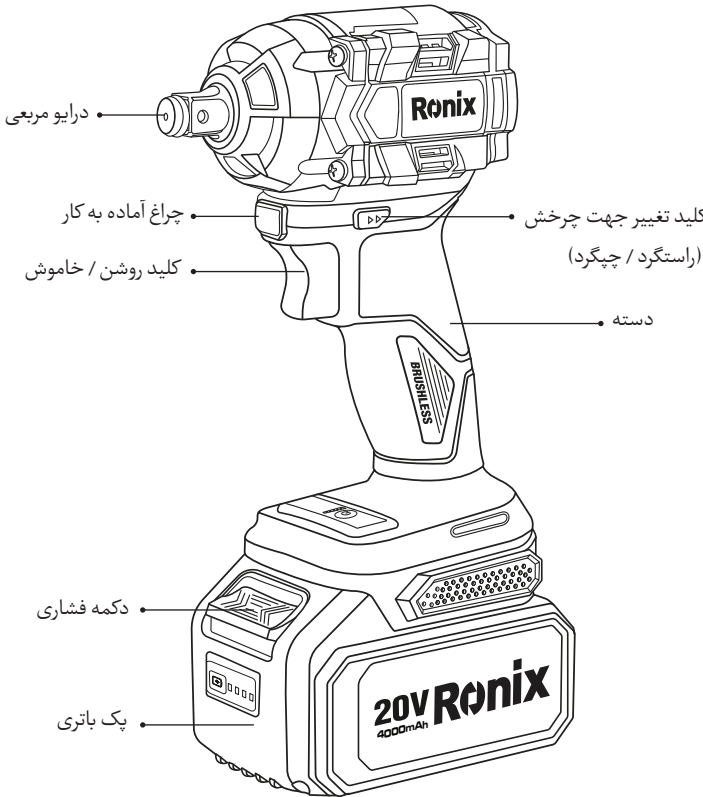 Ronix
درایو مربعی
چراغ آماده به کار
کلید تغییر جهت چرخش
(راستگرد / چپگرد)
کلید روشن / خاموش
دسته
BRUSHLESS
دکمه فشاری
20V Ronix
4000mAh
پک باتری